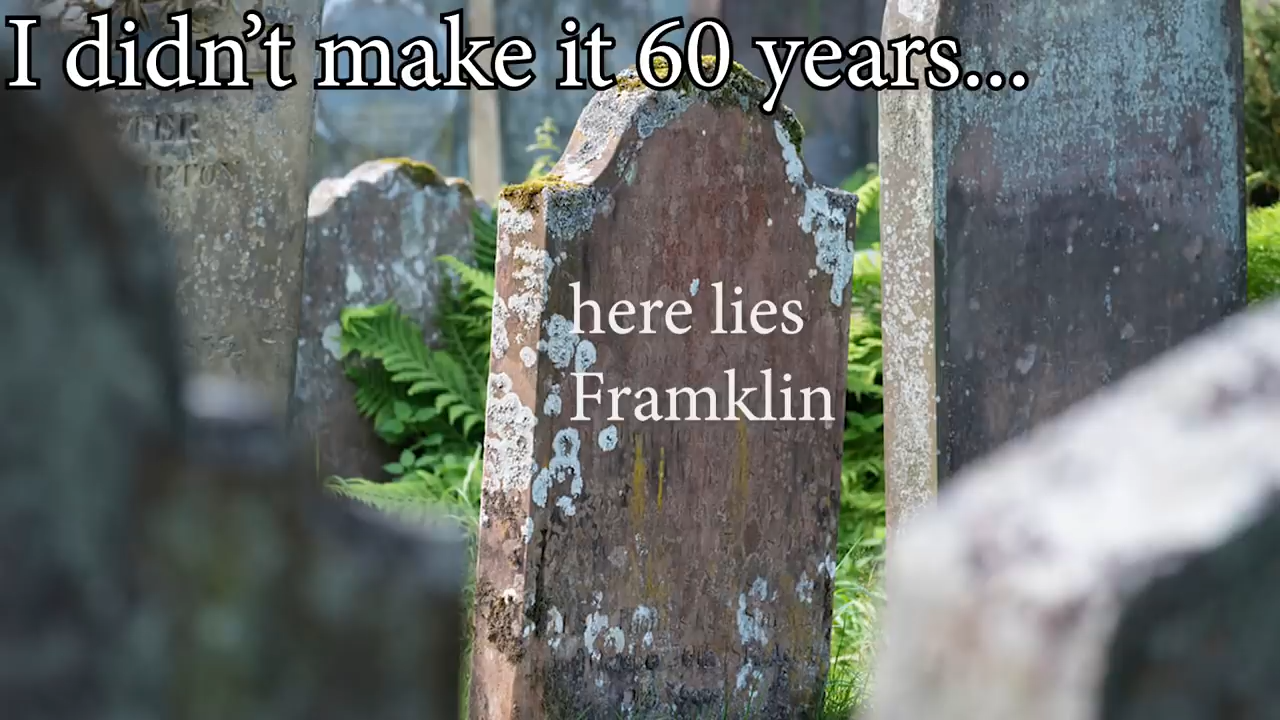 I didn’t make it 60 years...
here lies
Framklin